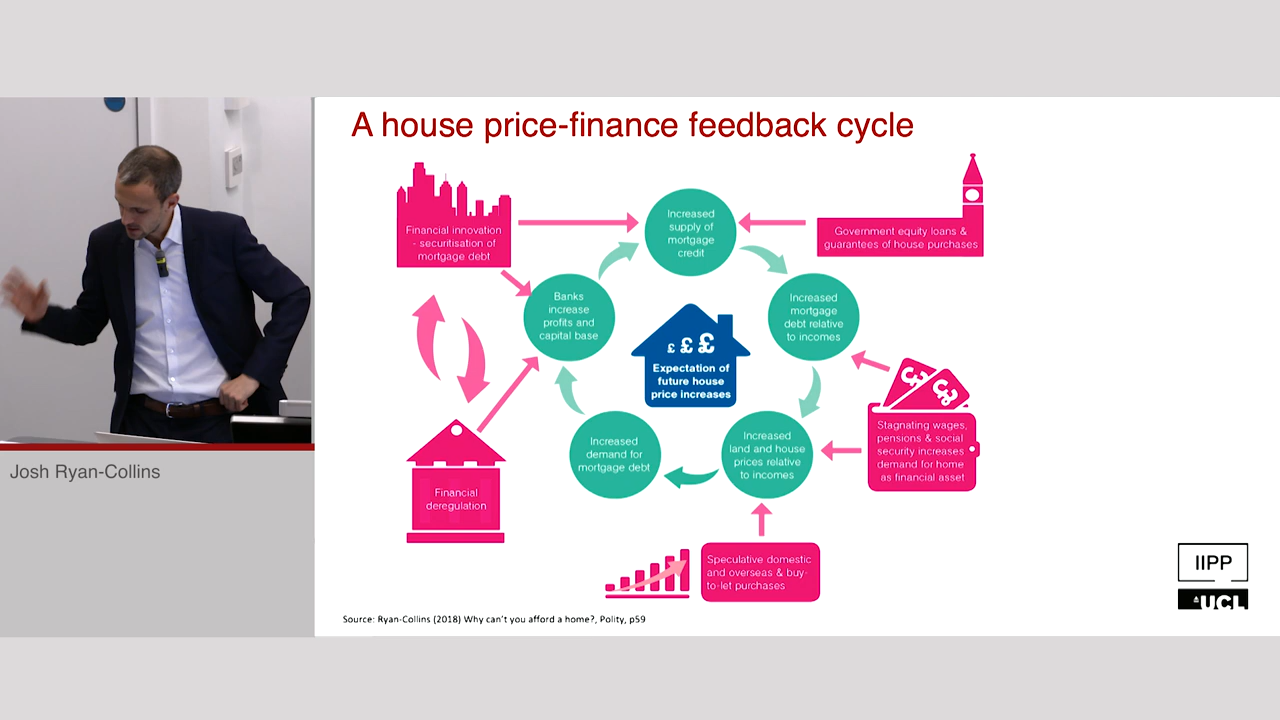 A house price-finance feedback cycle
Financial innovation
- securitisation of
mortgage debt
Increased
supply of
mortgage
credit
Government equity loans &
guarantees of house purchases
Banks
increase
profits and
capital base
Increased
mortgage
debt relative
to incomes
£ £ £
Expectation of
future house
price increases
Stagnating wages,
pensions & social
security increases
demand for home
as financial asset
Increased
demand for
mortgage debt
Increased
land and house
prices relative
to incomes
Financial
deregulation
Speculative domestic
and overseas & buy-
to-let purchases
Source: Ryan-Collins (2018) Why can't you afford a home?, Polity, p59
Josh Ryan-Collins
IIPP
UCL